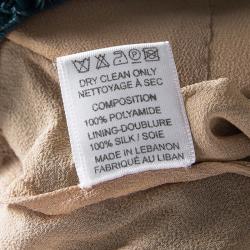 DRY CLEAN ONLY
NETTOYAGE À SEC
COMPOSITION
100% POLYAMIDE
LINING-DOUBLURE
100% SILK / SOIE
MADE IN LEBANON
FABRIQUÉ AU LIBAN